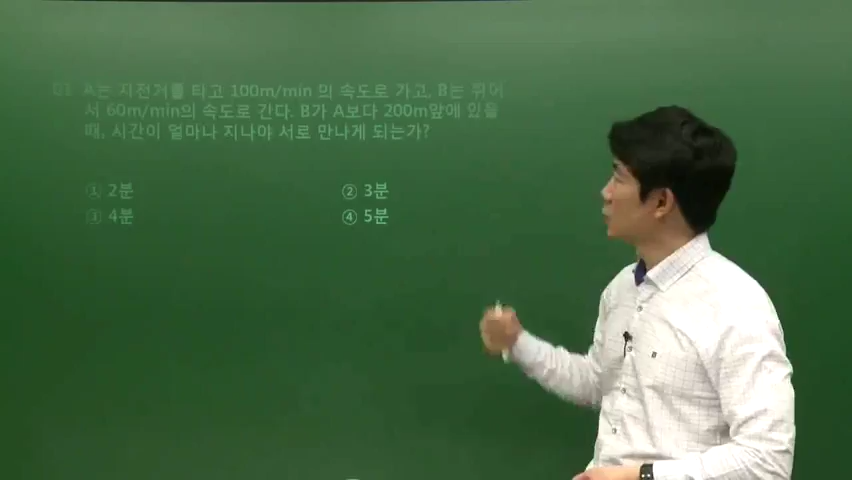 01 A는 자전거를 타고 100m/min 의 속도로 가고, B는 뛰어
서 60m/min의 속도로 간다. B가 A보다 200m앞에 있을
때, 시간이 얼마나 지나야 서로 만나게 되는가?
① 2분 ② 3분
③ 4분 ④ 5분